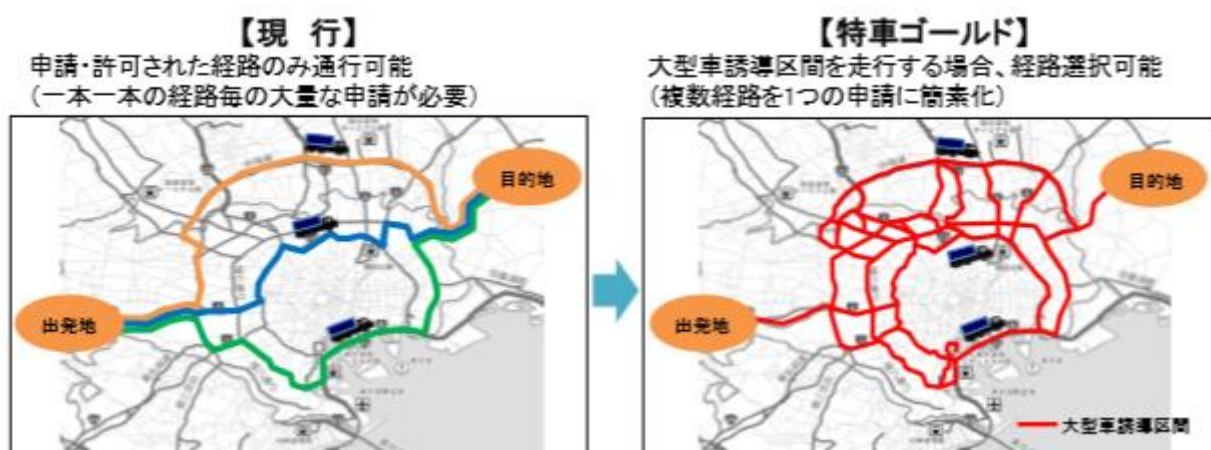 【現 行】
申請・許可された経路のみ通行可能
（一本一本の経路毎の大量な申請が必要）
目的地
出発地
【特車ゴールド】
大型車誘導区間を走行する場合、経路選択可能
（複数経路を1つの申請に簡素化）
目的地
出発地
大型車誘導区間